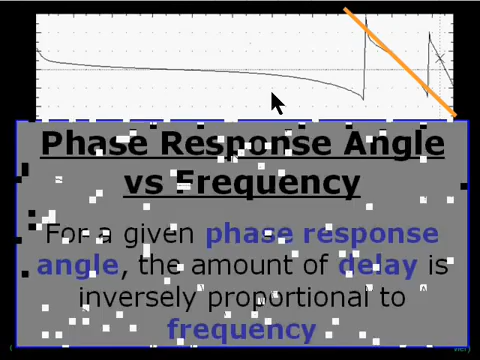 Phase Response Angle
vs Frequency
For a given phase response
angle, the amount of delay is
inversely proportional to
frequency